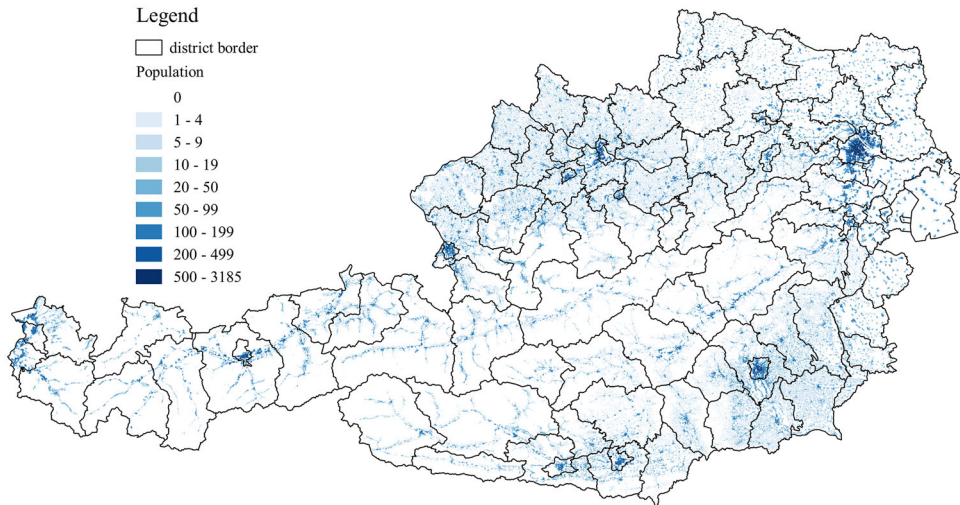 Legend
district border
Population
0
1 - 4
5 - 9
10 - 19
20 - 50
50 - 99
100 - 199
200 - 499
500 - 3185